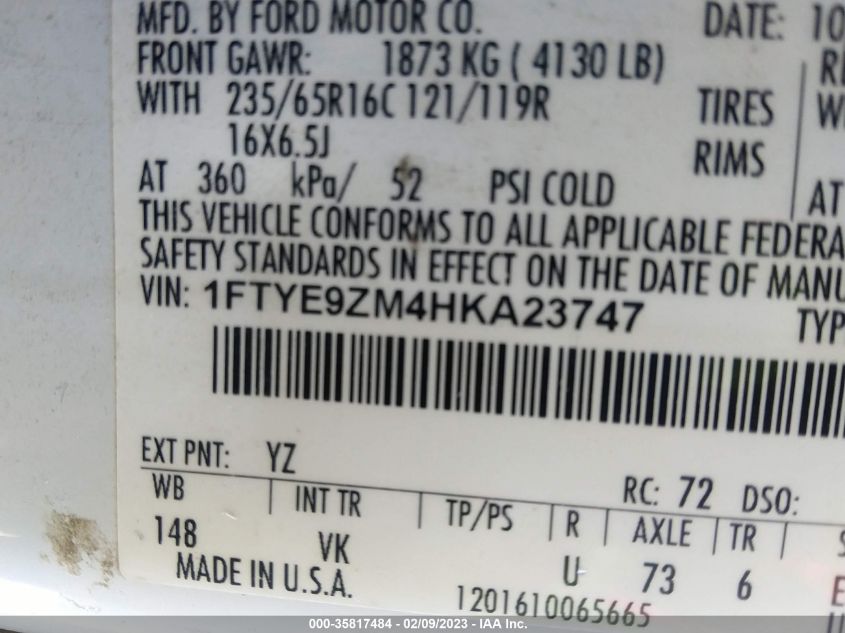 MFD. BY FORD MOTOR CO. DATE: 10
FRONT GAWR: 1873 KG ( 4130 LB)
WITH 235/65R16C 121/119R TIRES
16X6.5J RIMS
AT 360 kPa/ 52 PSI COLD AT
THIS VEHICLE CONFORMS TO ALL APPLICABLE FEDERA
SAFETY STANDARDS IN EFFECT ON THE DATE OF MANU
VIN: 1FTYE9ZM4HKA23747 TYP
EXT PNT: YZ RC: 72 DSO:
WB INT TR TP/PS R AXLE TR
148 VK U 73 6
MADE IN U.S.A. 1201610065665
000-35817484 - 02/09/2023 - IAA Inc.